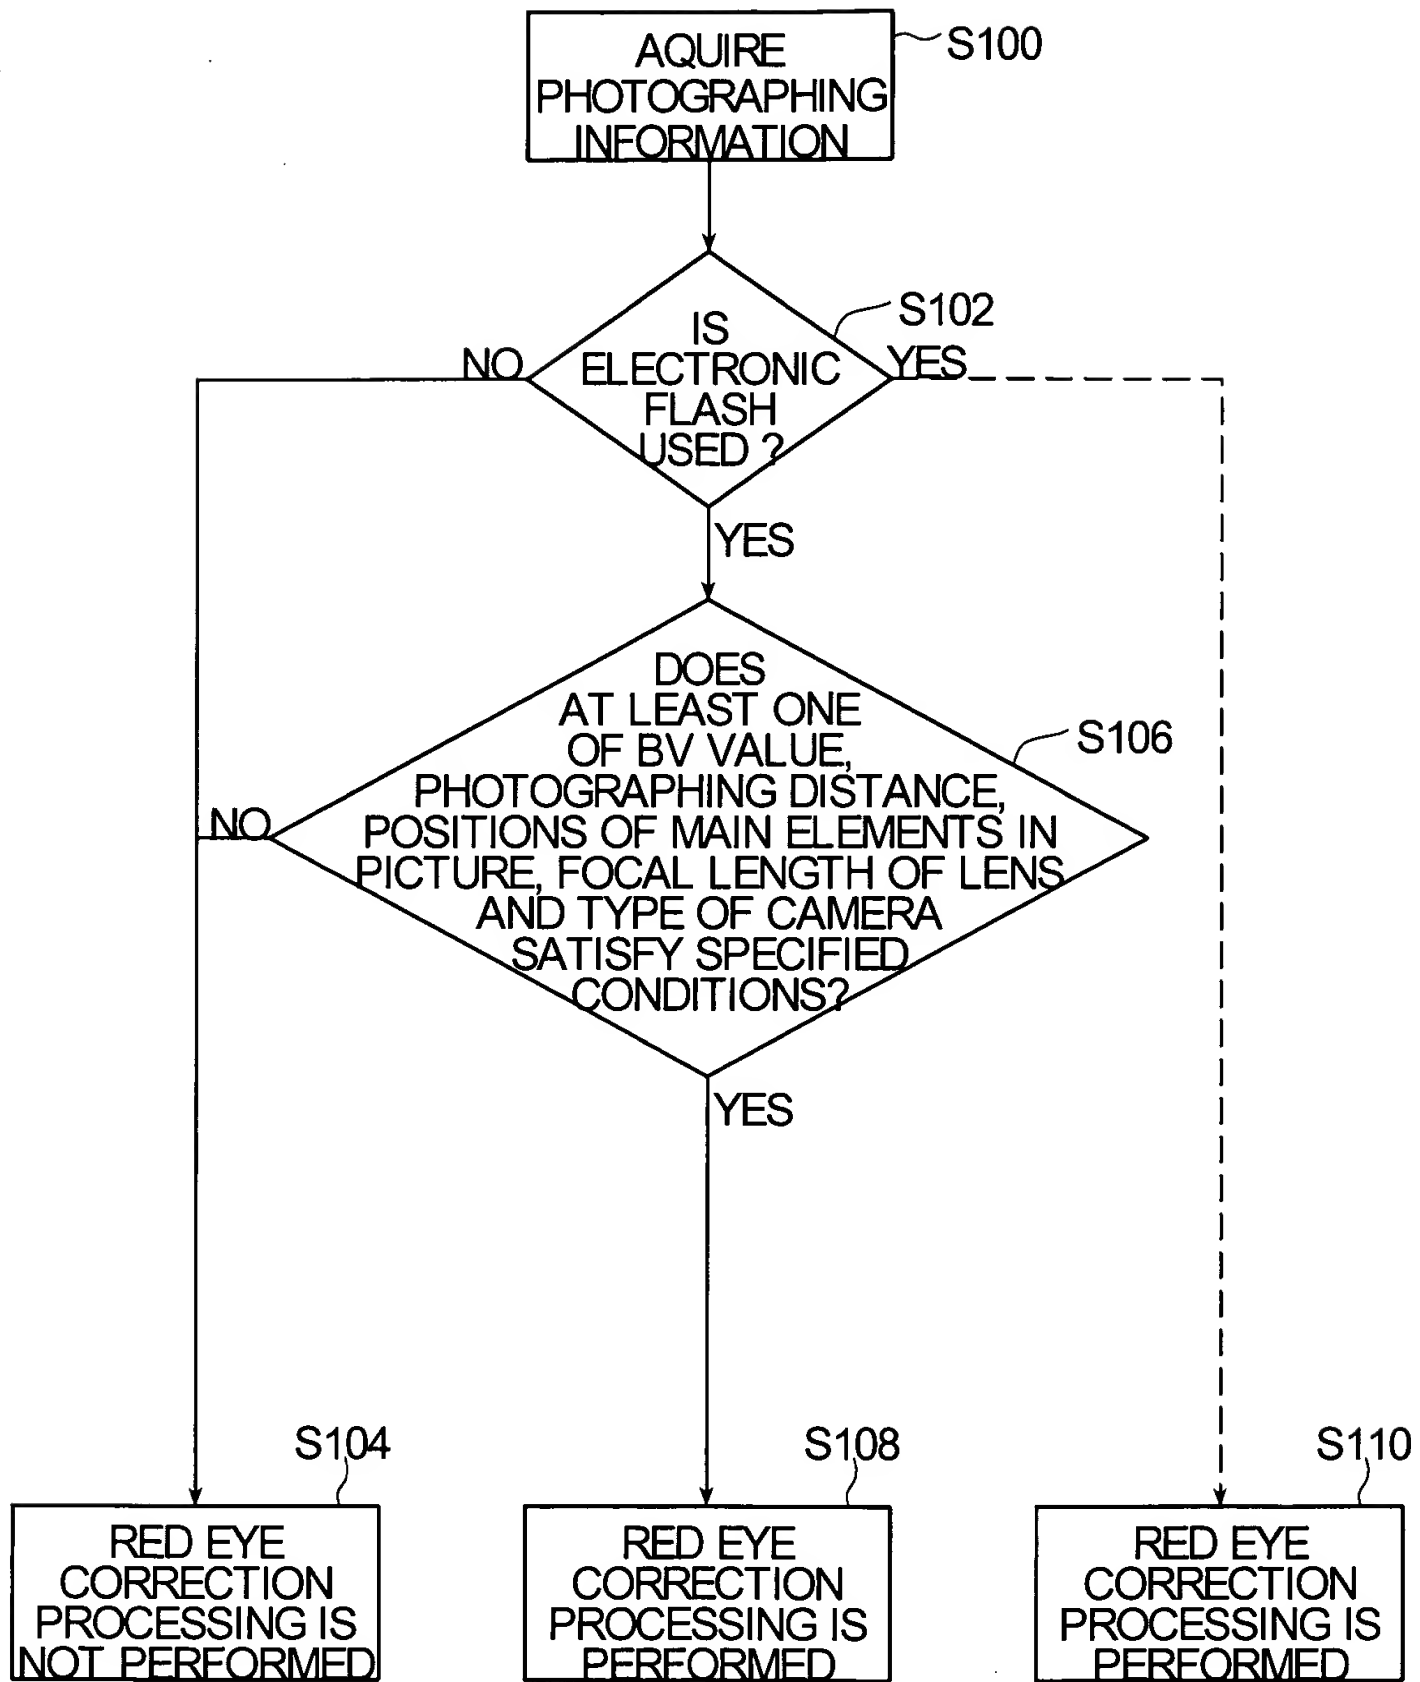 AQUIRE
PHOTOGRAPHING
INFORMATION
S100
IS
ELECTRONIC
FLASH
USED ?
S102
NO
YES
YES
DOES
AT LEAST ONE
OF BV VALUE,
PHOTOGRAPHING DISTANCE,
POSITIONS OF MAIN ELEMENTS IN
PICTURE, FOCAL LENGTH OF LENS
AND TYPE OF CAMERA
SATISFY SPECIFIED
CONDITIONS?
S106
NO
YES
S104
RED EYE
CORRECTION
PROCESSING IS
NOT PERFORMED
S108
RED EYE
CORRECTION
PROCESSING IS
PERFORMED
S110
RED EYE
CORRECTION
PROCESSING IS
PERFORMED